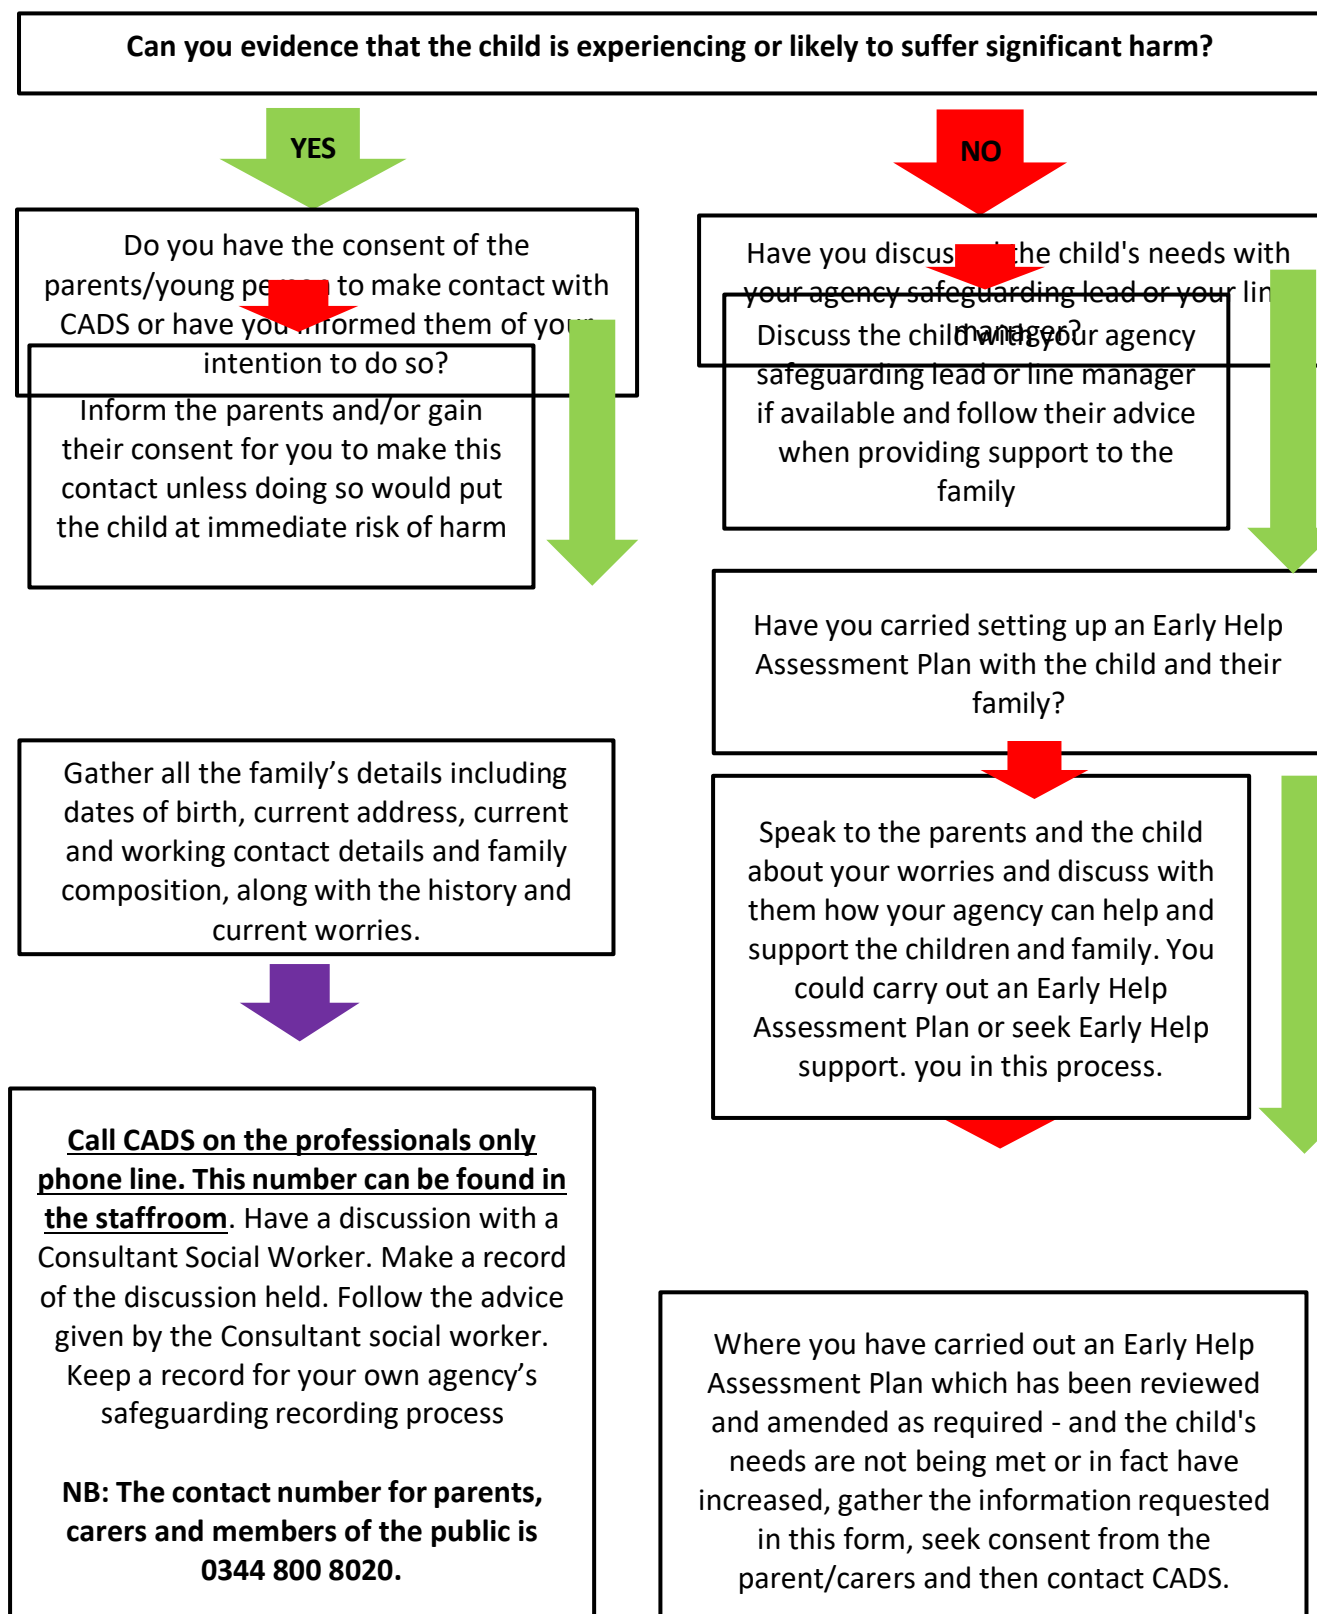 Can you evidence that the child is experiencing or likely to suffer significant harm?
YES
NO
Do you have the consent of the
parents/young to make contact with
CADS or have you informed them of your
intention to do so?
Inform the parents and/or gain
their consent for you to make this
contact unless doing so would put
the child at immediate risk of harm
Have you the child's needs with
your agency safeguarding lead or your
manager?
Discuss the child with your agency
safeguarding lead or line manager
if available and follow their advice
when providing support to the
family
Have you carried setting up an Early Help
Assessment Plan with the child and their
family?
Gather all the family’s details including
dates of birth, current address, current
and working contact details and family
composition, along with the history and
current worries.
Speak to the parents and the child
about your worries and discuss with
them how your agency can help and
support the children and family. You
could carry out an Early Help
Assessment Plan or seek Early Help
support. you in this process.
Call CADS on the professionals only
phone line. This number can be found in
the staffroom. Have a discussion with a
Consultant Social Worker. Make a record
of the discussion held. Follow the advice
given by the Consultant social worker.
Keep a record for your own agency’s
safeguarding recording process
NB: The contact number for parents,
carers and members of the public is
0344 800 8020.
Where you have carried out an Early Help
Assessment Plan which has been reviewed
and amended as required - and the child's
needs are not being met or in fact have
increased, gather the information requested
in this form, seek consent from the
parent/carers and then contact CADS.